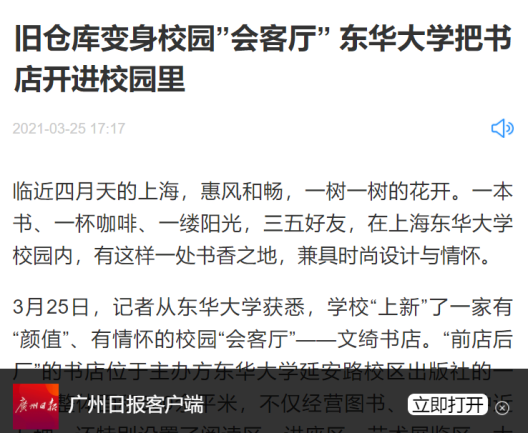 旧仓库变身校园”会客厅” 东华大学把书
店开进校园里
2021-03-25 17:17
临近四月天的上海，惠风和畅，一树一树的花开。一本
书、一杯咖啡、一缕阳光，三五好友，在上海东华大学
校园内，有这样一处书香之地，兼具时尚设计与情怀。
3月25日，记者从东华大学获悉，学校“上新”了一家有
“颜值”、有情怀的校园“会客厅”——文绮书店。“前店后
厂”的书店位于主办方东华大学延安路校区出版社的一
平米，不仅经营图书、
广州日报
广州日报客户端
立即打开